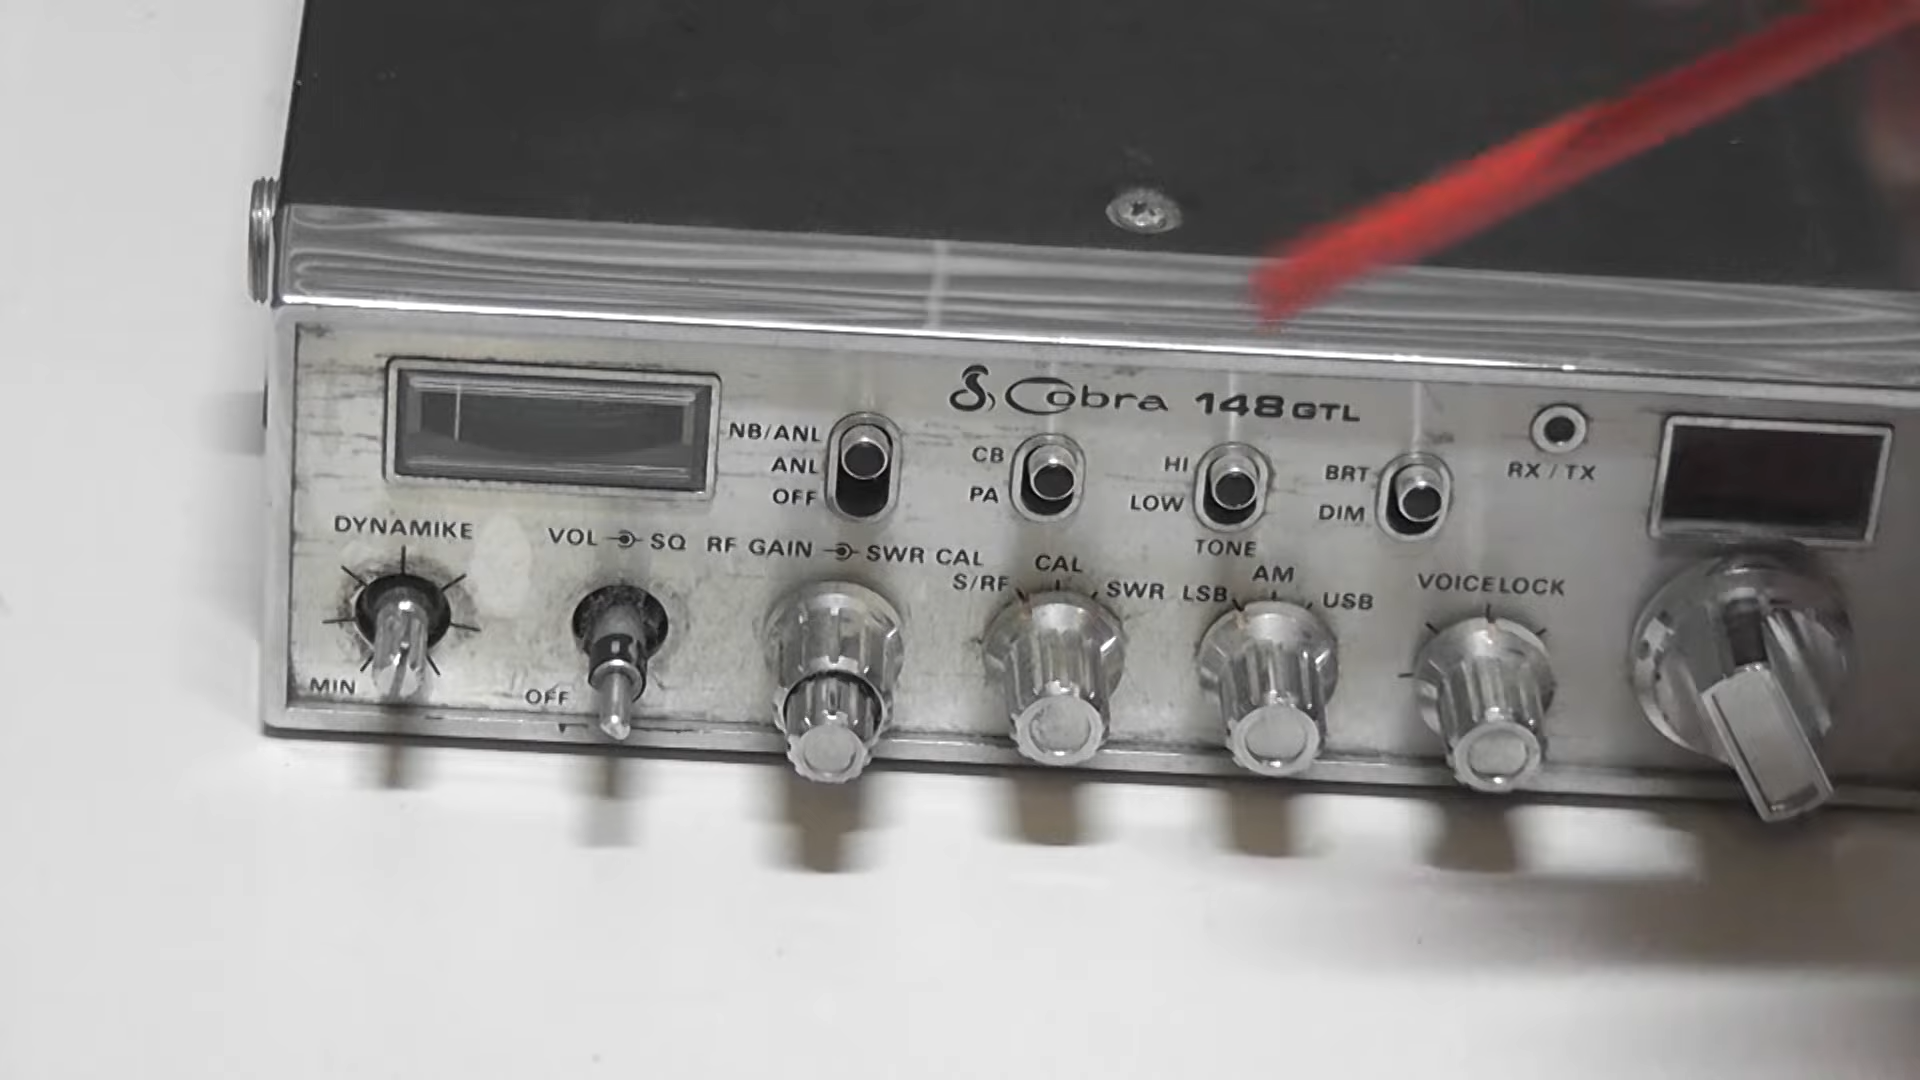 Cobra 148GTL
NB/ANL
ANL
OFF
CB
PA
HI
LOW
TONE
BRT
DIM
RX / TX
DYNAMIKE
MIN
VOL SQ
OFF
RF GAIN SWR CAL
S/RF CAL SWR
LSB AM USB
VOICELOCK